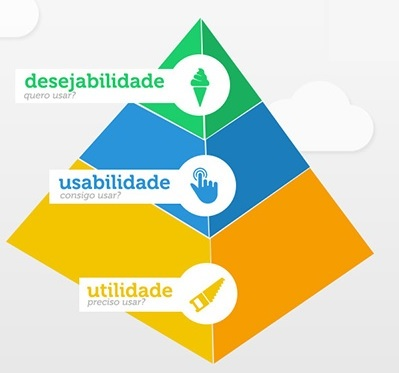 desejabilidade
quero usar?
usabilidade
consigo usar?
utilidade
preciso usar?